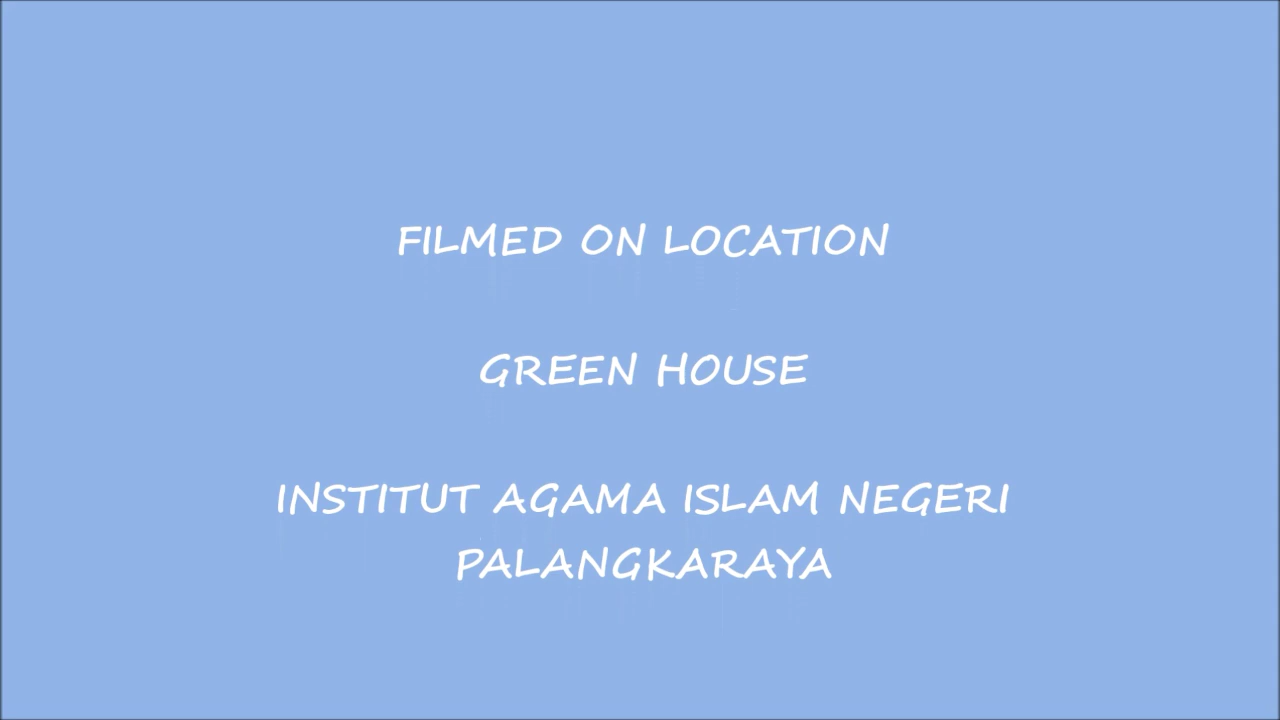 FILMED ON LOCATION
GREEN HOUSE
INSTITUT AGAMA ISLAM NEGERI
PALANGKARAYA